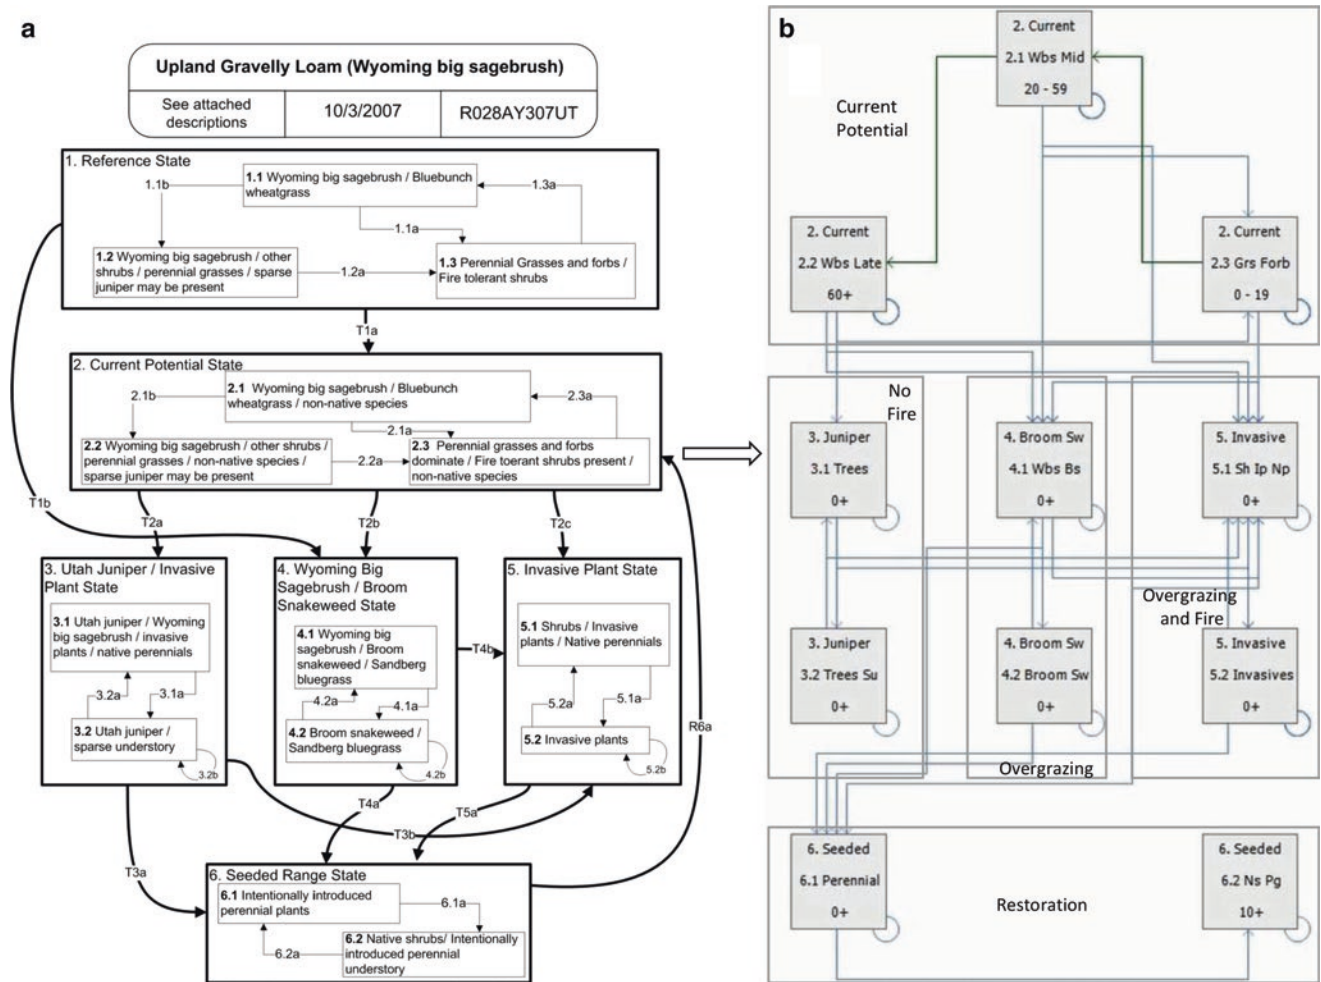 a
Upland Gravelly Loam (Wyoming big sagebrush)
See attached
descriptions
10/3/2007
R028AY307UT
1. Reference State
1.1 Wyoming big sagebrush / Bluebunch
wheatgrass
1.1b
1.3a
1.1a
1.2 Wyoming big sagebrush / other
shrubs / perennial grasses / sparse
juniper may be present
1.2a
1.3 Perennial Grasses and forbs /
Fire tolerant shrubs
T1a
2. Current Potential State
2.1 Wyoming big sagebrush / Bluebunch
wheatgrass / non-native species
2.1b
2.3a
2.1a
2.2 Wyoming big sagebrush / other shrubs /
perennial grasses / non-native species /
sparse juniper may be present
2.2a
2.3 Perennial grasses and forbs
dominate / Fire toerant shrubs present /
non-native species
T1b
T2a
T2b
T2c
3. Utah Juniper / Invasive
Plant State
3.1 Utah juniper / Wyoming
big sagebrush / invasive
plants / native perennials
3.2a
3.1a
3.2 Utah juniper /
sparse understory
3.2b
4. Wyoming Big
Sagebrush / Broom
Snakeweed State
4.1 Wyoming big
sagebrush / Broom
snakeweed / Sandberg
bluegrass
4.2a
4.1a
4.2 Broom snakeweed /
Sandberg bluegrass
4.2b
T4b
5. Invasive Plant State
5.1 Shrubs / Invasive
plants / Native perennials
5.2a
5.1a
5.2 Invasive plants
5.2b
R6a
T4a
T5a
T3b
T3a
6. Seeded Range State
6.1 Intentionally introduced
perennial plants
6.1a
6.2a
6.2 Native shrubs/ Intentionally
introduced perennial
understory
b
2. Current
2.1 Wbs Mid
20 - 59
Current
Potential
2. Current
2.2 Wbs Late
60+
2. Current
2.3 Grs Forb
0 - 19
No
Fire
3. Juniper
3.1 Trees
0+
4. Broom Sw
4.1 Wbs Bs
0+
5. Invasive
5.1 Sh Ip Np
0+
Overgrazing
and Fire
3. Juniper
3.2 Trees Su
0+
4. Broom Sw
4.2 Broom Sw
0+
5. Invasive
5.2 Invasives
0+
Overgrazing
6. Seeded
6.1 Perennial
0+
Restoration
6. Seeded
6.2 Ns Pg
10+